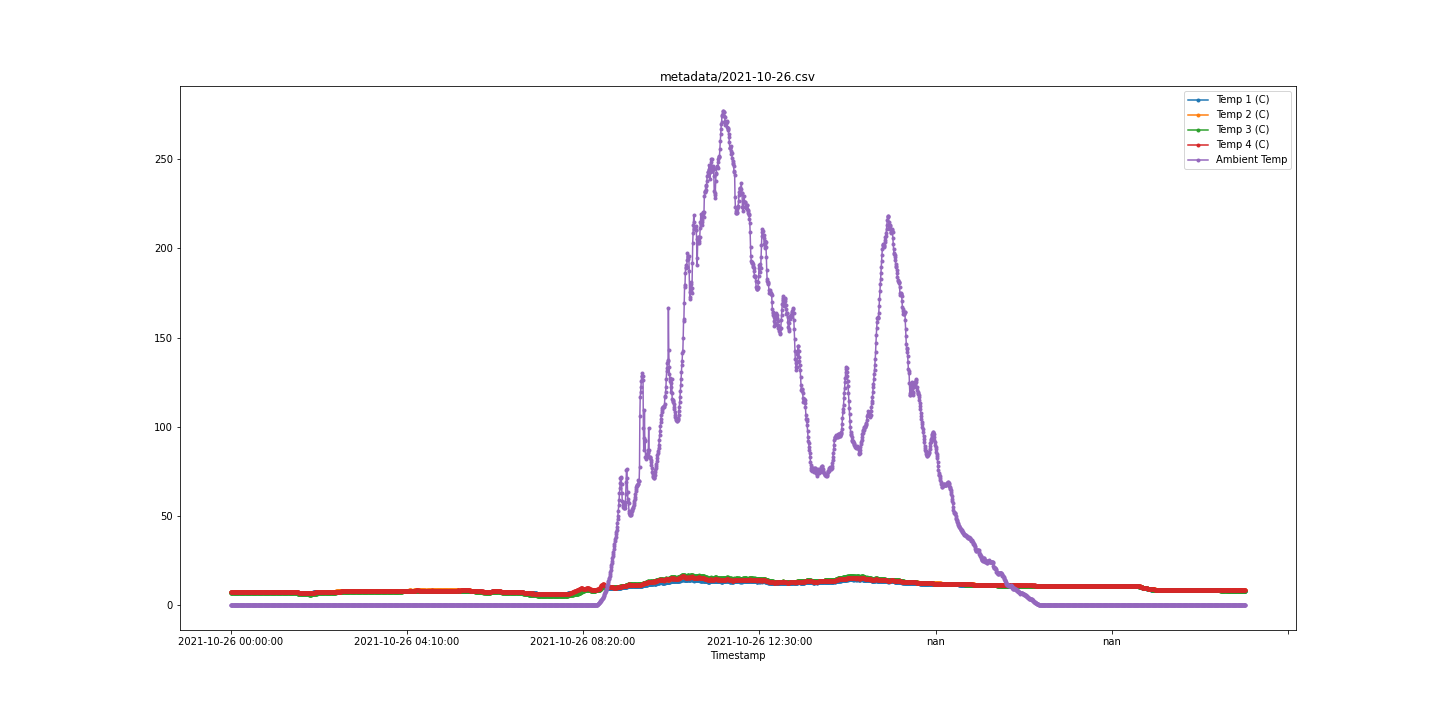 metadata/2021-10-26.csv
Temp 1 (C)
Temp 2 (C)
Temp 3 (C)
Temp 4 (C)
Ambient Temp
250
200
150
100
50
0
2021-10-26 00:00:00 2021-10-26 04:10:00 2021-10-26 08:20:00 2021-10-26 12:30:00 nan nan
Timestamp